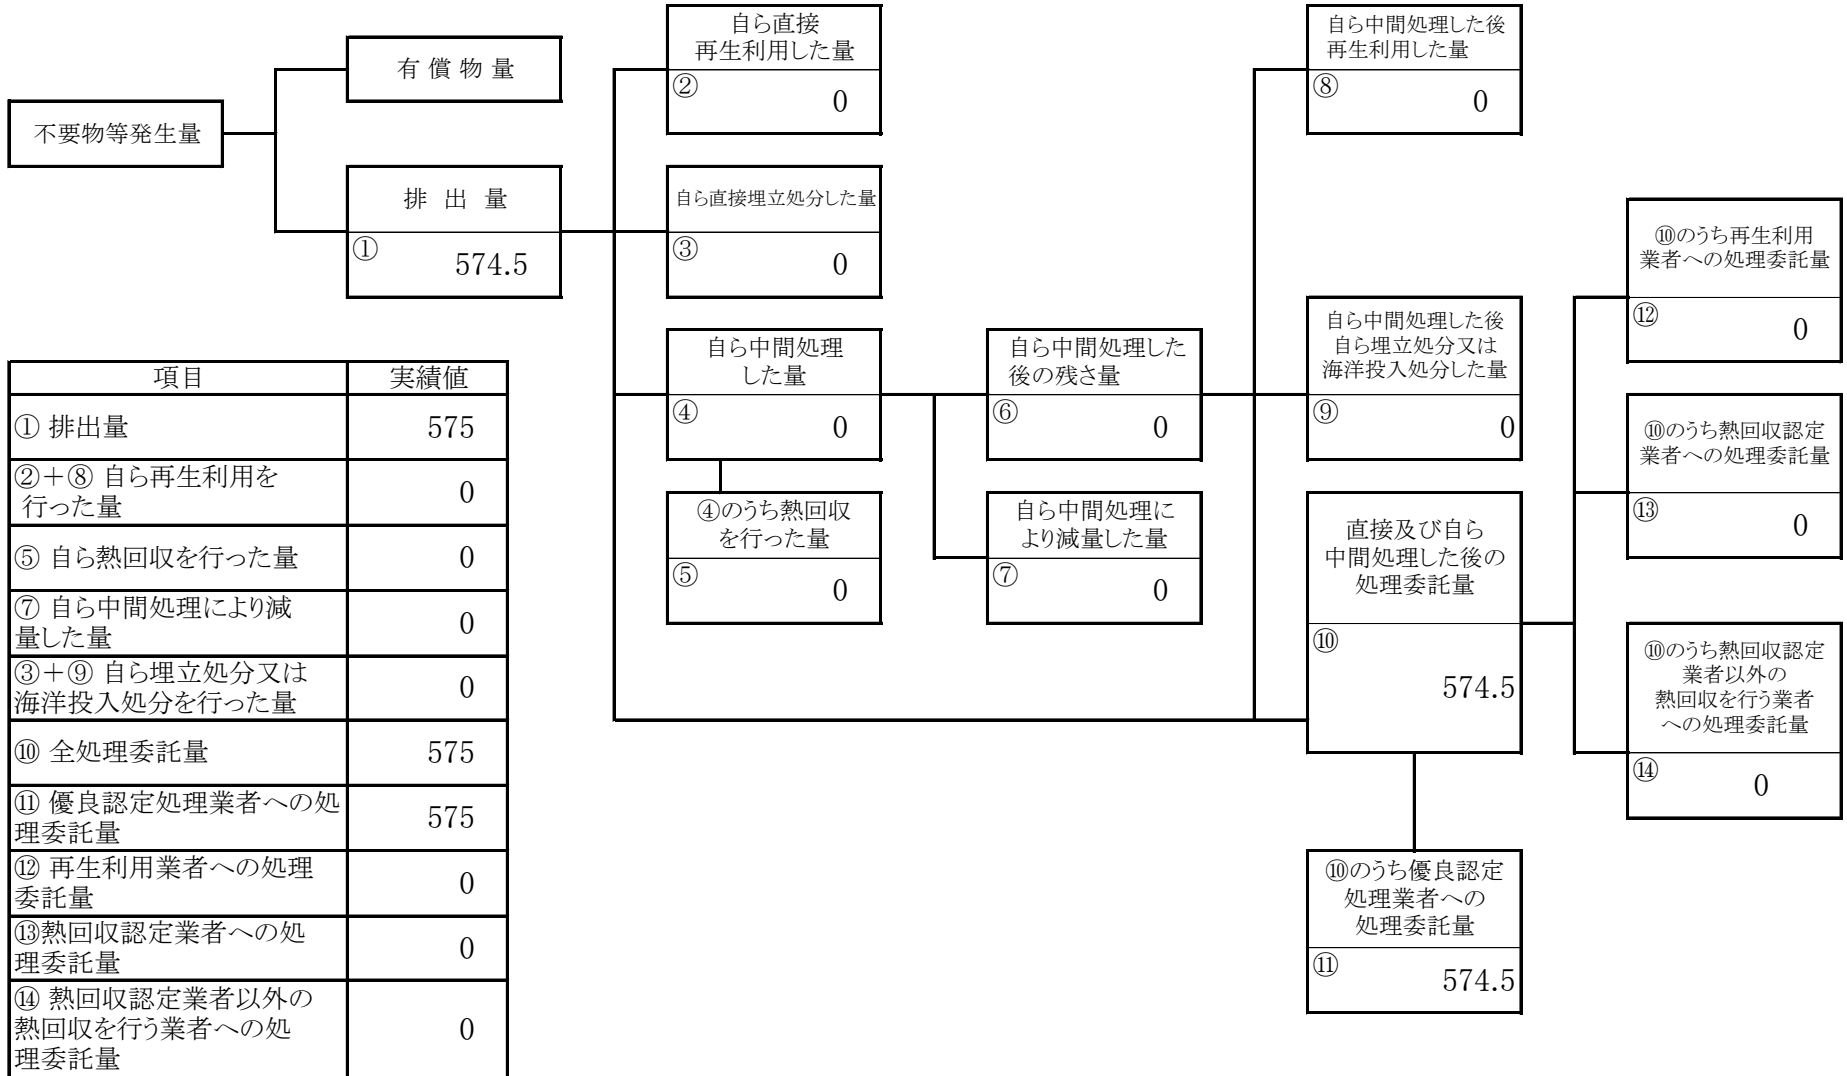 不要物等発生量
有 償 物 量
排 出 量
①
574.5
自ら直接
再生利用した量
②
0
自ら直接埋立処分した量
③
0
自ら中間処理
した量
④
0
④のうち熱回収
を行った量
⑤
0
自ら中間処理した
後の残さ量
⑥
0
自ら中間処理に
より減量した量
⑦
0
自ら中間処理した後
再生利用した量
⑧
0
自ら中間処理した後
自ら埋立処分又は
海洋投入処分した量
⑨
0
直接及び自ら
中間処理した後の
処理委託量
⑩
574.5
⑩のうち優良認定
処理業者への
処理委託量
⑪
574.5
⑩のうち再生利用
業者への処理委託量
⑫
0
⑩のうち熱回収認定
業者への処理委託量
⑬
0
⑩のうち熱回収認定
業者以外の
熱回収を行う業者
への処理委託量
⑭
0
項目 実績値
① 排出量 575
②+⑧ 自ら再生利用を
行った量 0
⑤ 自ら熱回収を行った量 0
⑦ 自ら中間処理により減
量した量 0
③+⑨ 自ら埋立処分又は
海洋投入処分を行った量 0
⑩ 全処理委託量 575
⑪ 優良認定処理業者への処
理委託量 575
⑫ 再生利用業者への処理
委託量 0
⑬熱回収認定業者への処
理委託量 0
⑭ 熱回収認定業者以外の
熱回収を行う業者への処
理委託量 0